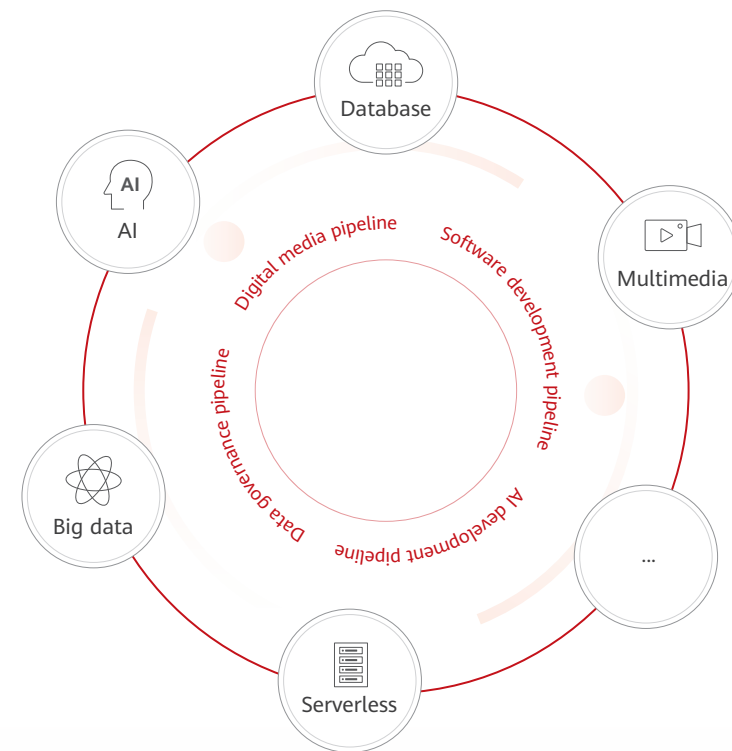 Database
AI
AI
Multimedia
Digital media pipeline
Software development pipeline
Data governance pipeline
AI development pipeline
Big data
...
Serverless